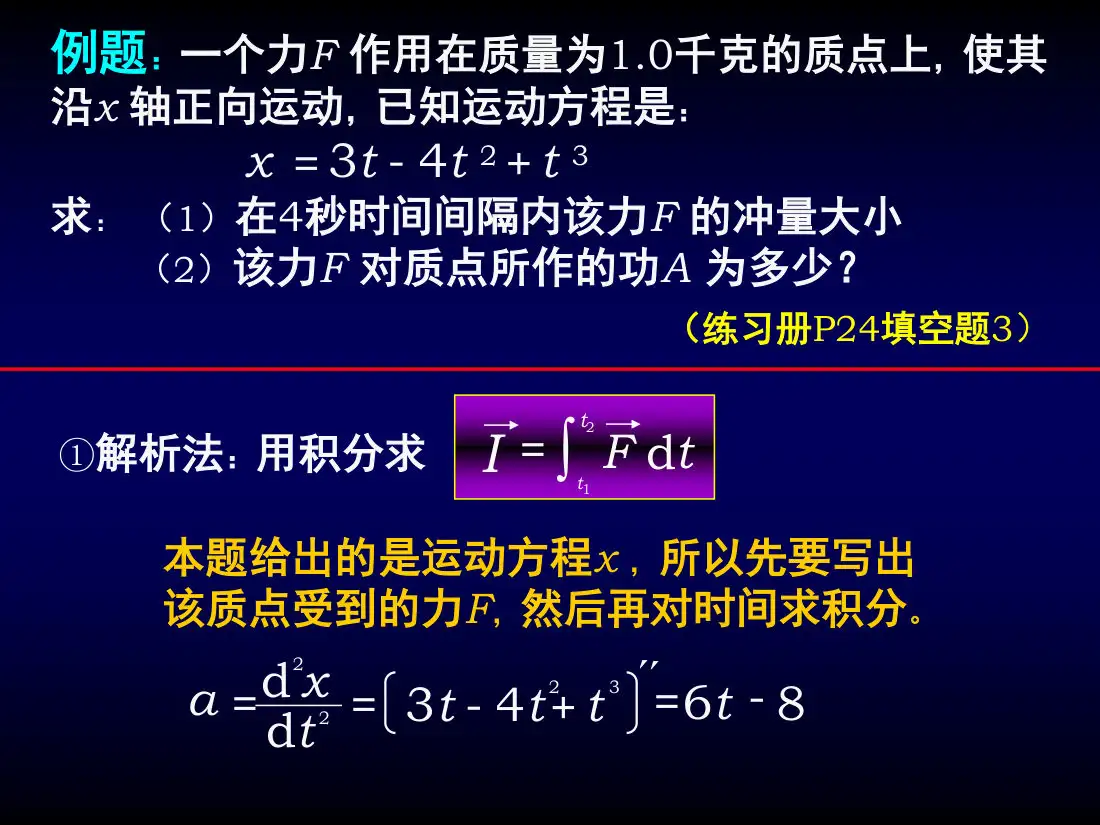 例题：一个力F 作用在质量为1.0千克的质点上，使其
沿x 轴正向运动，已知运动方程是：
x = 3t - 4t ² + t ³
求：（1）在4秒时间间隔内该力F 的冲量大小
（2）该力F 对质点所作的功A 为多少？
（练习册P24填空题3）
①解析法：用积分求 I⃗ = ∫ₜ₁ᵗ² F⃗ dt
本题给出的是运动方程x ，所以先要写出
该质点受到的力F，然后再对时间求积分。
a = d²x/dt² = (3t - 4t² + t³)′′ = 6t - 8